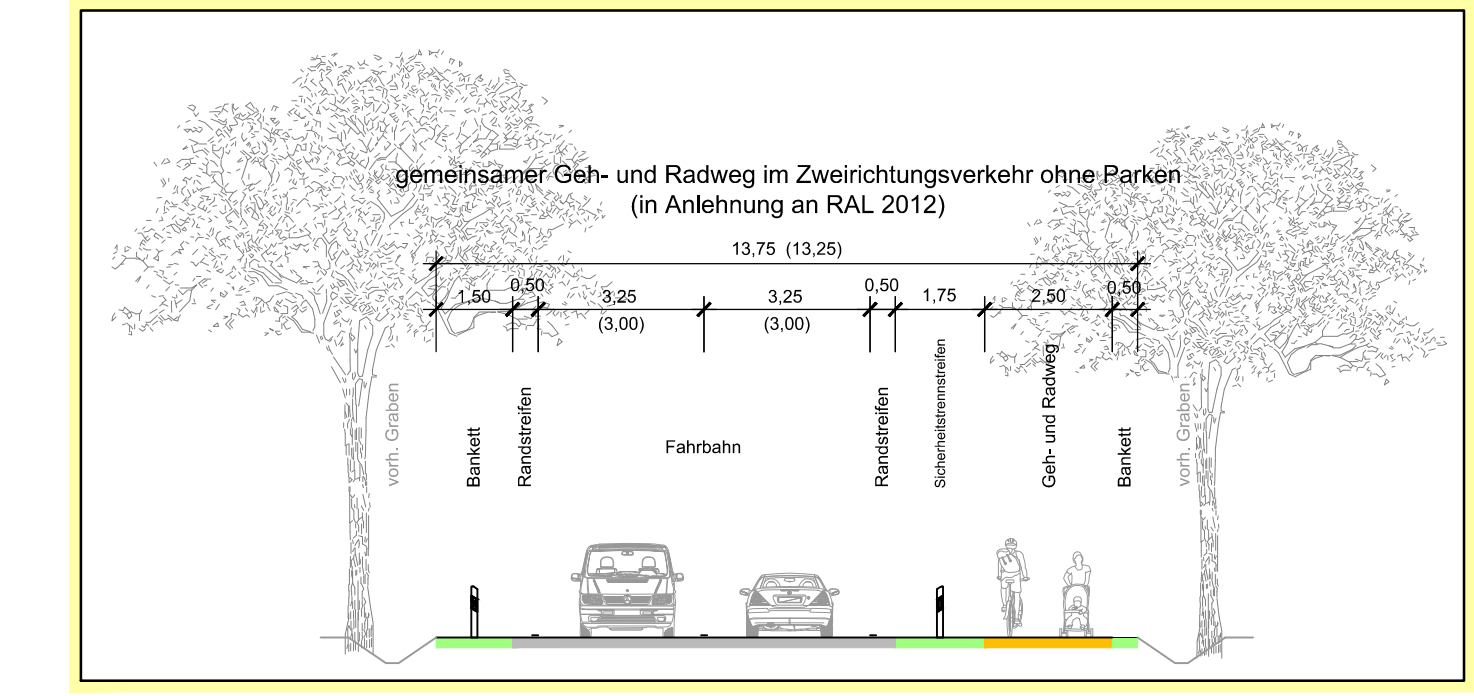 gemeinsamer Geh- und Radweg im Zweirichtungsverkehr ohne Parken
(in Anlehnung an RAL 2012)
13,75 (13,25)
1,50
0,50
3,25
3,25
0,50
1,75
2,50
0,50
(3,00)
(3,00)
vorh. Graben
Bankett
Randstreifen
Fahrbahn
Randstreifen
Sicherheitstrennstreifen
Geh- und Radweg
Bankett
vorh. Graben